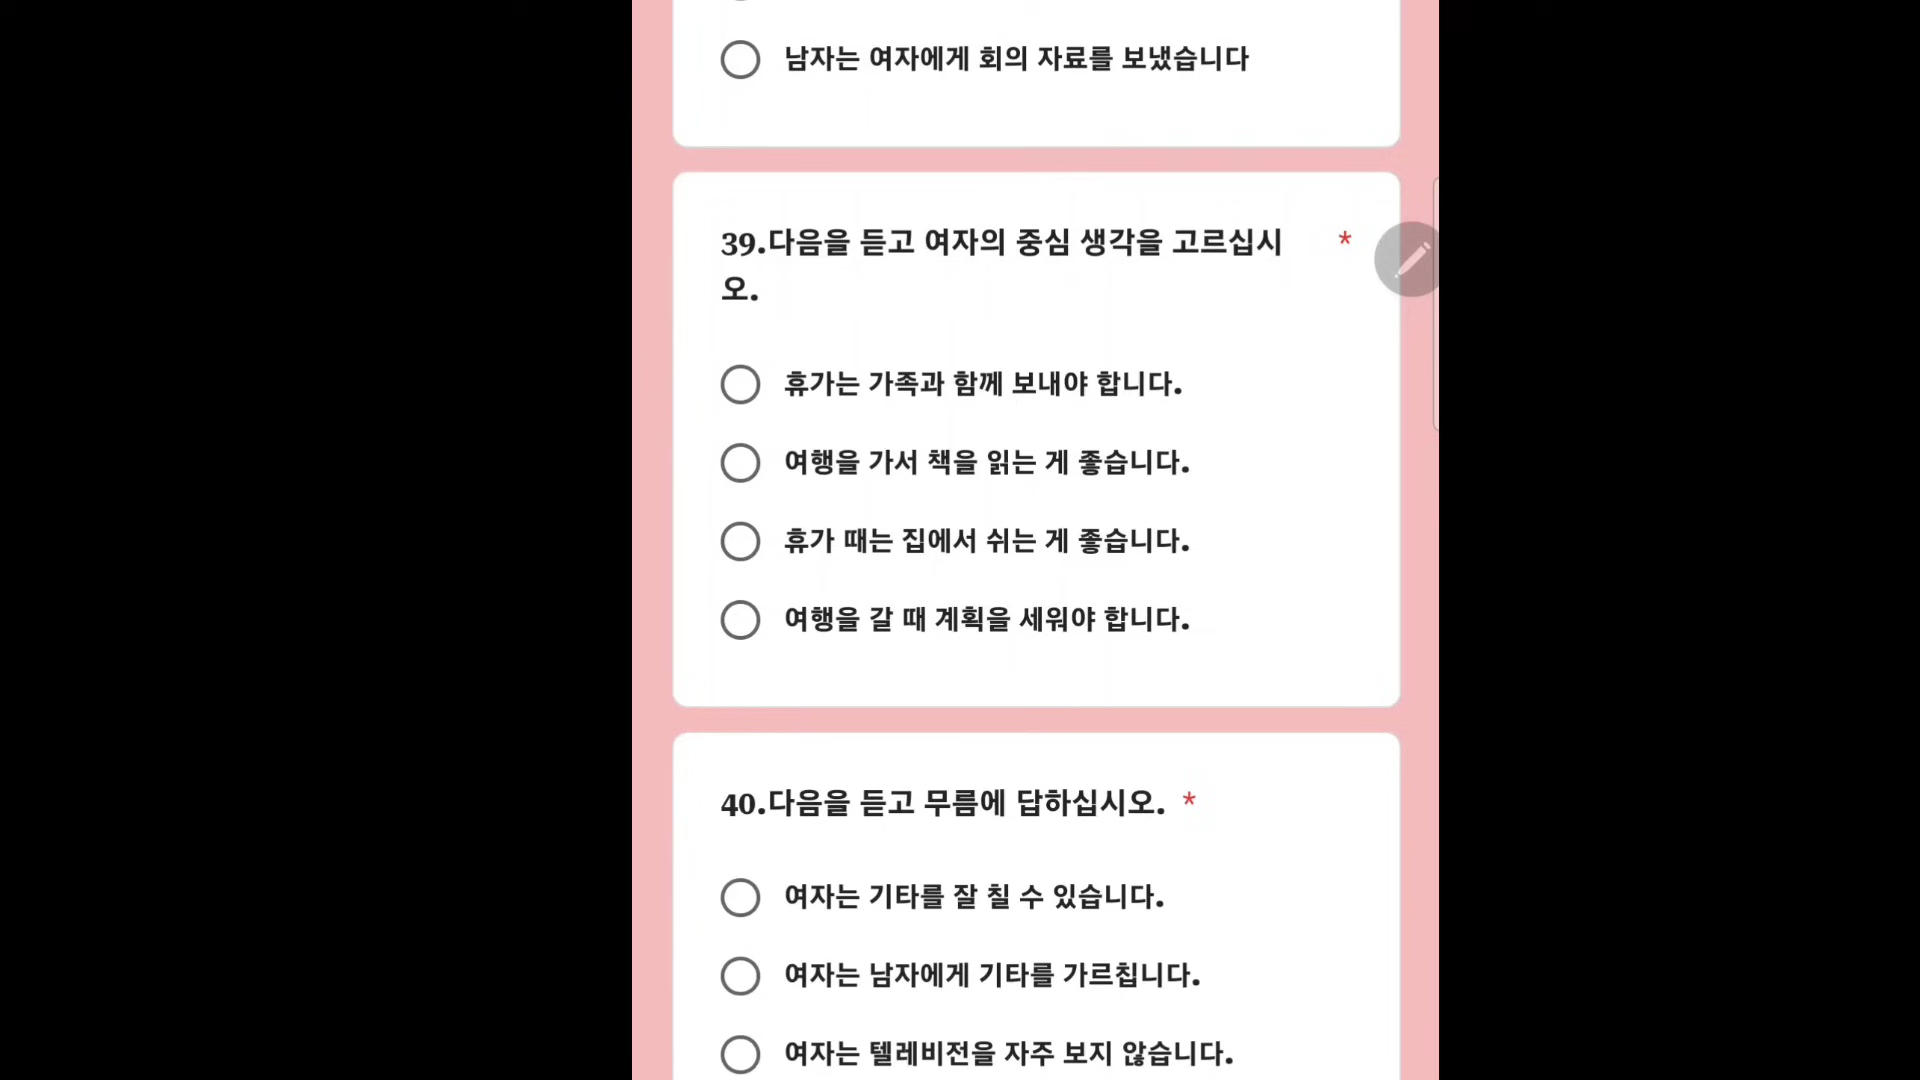 남자는 여자에게 회의 자료를 보냈습니다
39.다음을 듣고 여자의 중심 생각을 고르십시 *
오.
휴가는 가족과 함께 보내야 합니다.
여행을 가서 책을 읽는 게 좋습니다.
휴가 때는 집에서 쉬는 게 좋습니다.
여행을 갈 때 계획을 세워야 합니다.
40.다음을 듣고 무름에 답하십시오. *
여자는 기타를 잘 칠 수 있습니다.
여자는 남자에게 기타를 가르칩니다.
여자는 텔레비전을 자주 보지 않습니다.